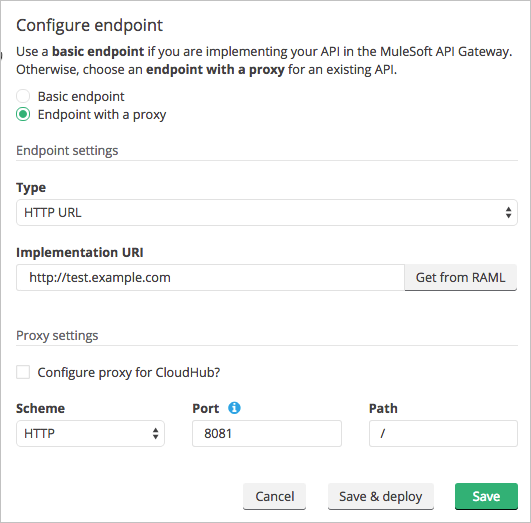 Configure endpoint
Use a basic endpoint if you are implementing your API in the MuleSoft API Gateway.
Otherwise, choose an endpoint with a proxy for an existing API.
Basic endpoint
Endpoint with a proxy
Endpoint settings
Type
HTTP URL
Implementation URI
http://test.example.com
Get from RAML
Proxy settings
Configure proxy for CloudHub?
Scheme Port Path
HTTP 8081 /
Cancel Save & deploy Save